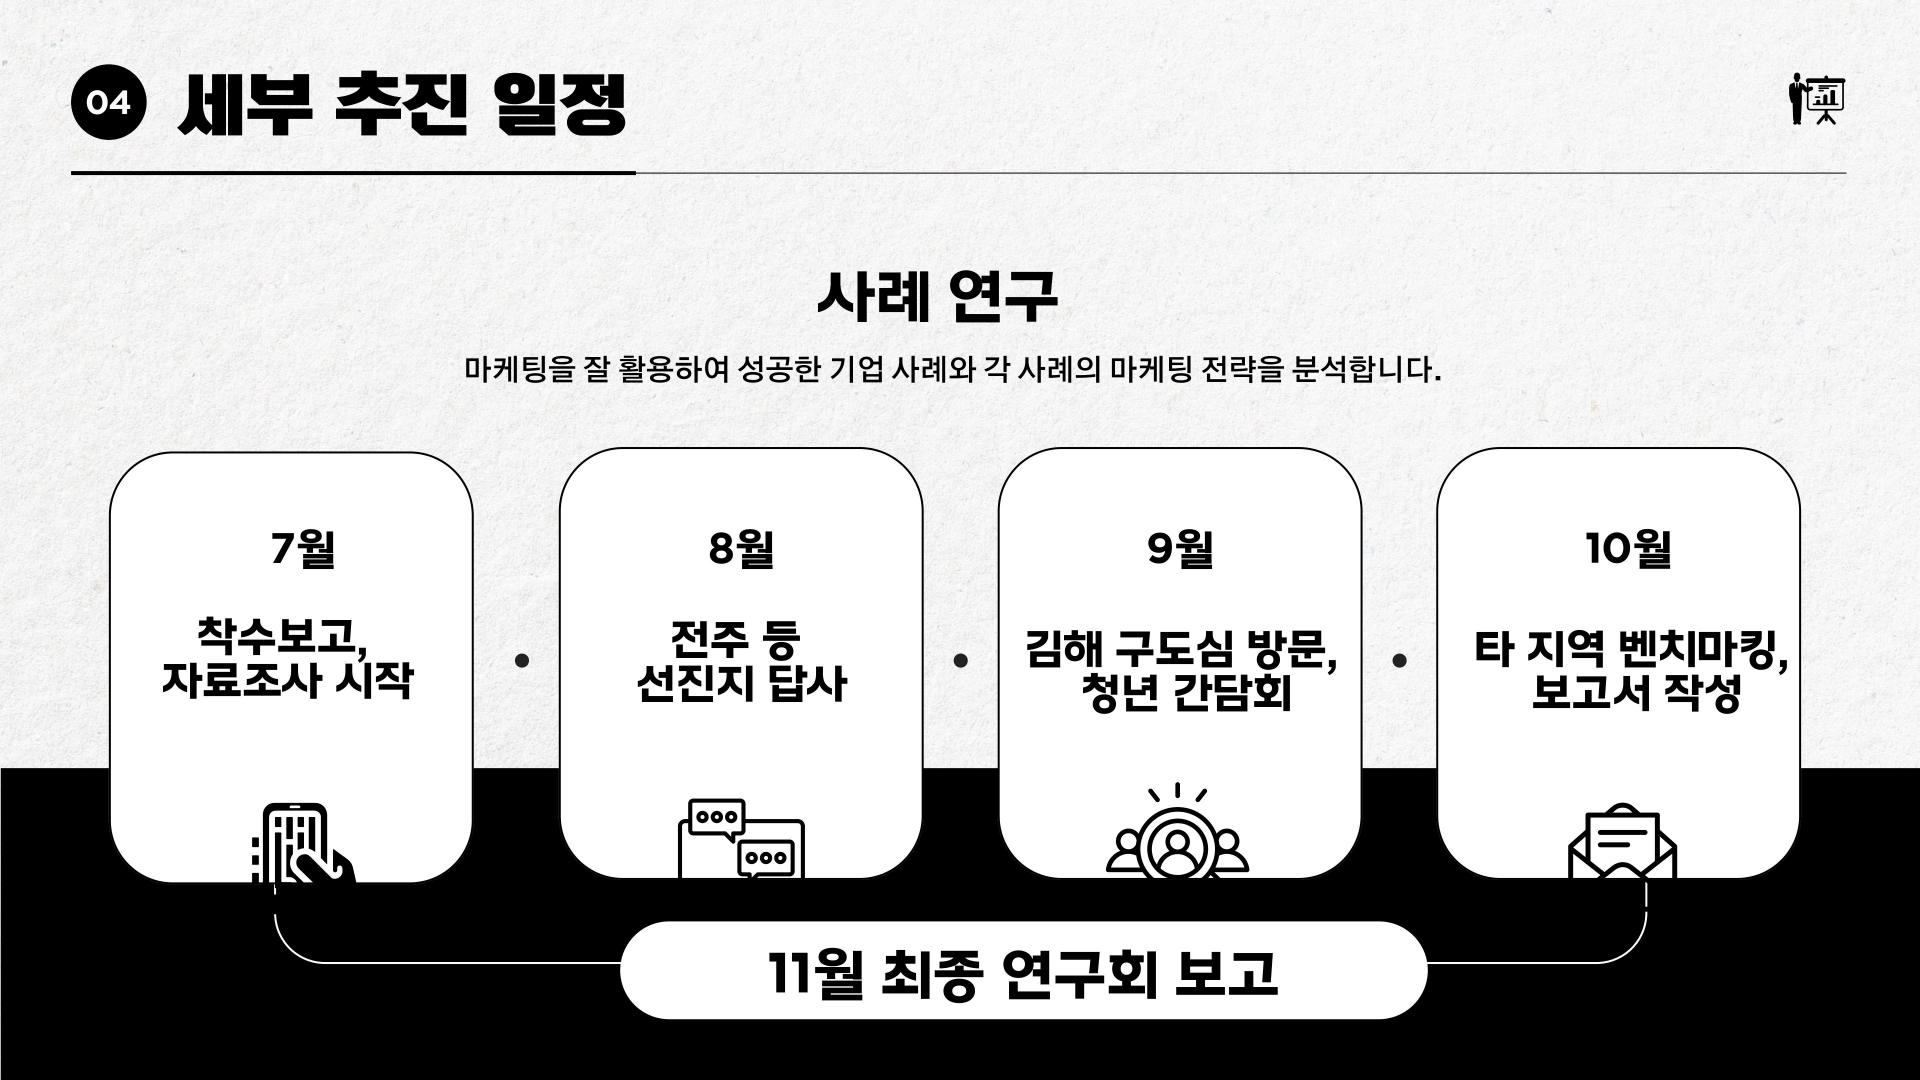 04
세부 추진 일정
사례 연구
마케팅을 잘 활용하여 성공한 기업 사례와 각 사례의 마케팅 전략을 분석합니다.
7월
착수보고,
자료조사 시작
8월
전주 등
선진지 답사
9월
김해 구도심 방문,
청년 간담회
10월
타 지역 벤치마킹,
보고서 작성
11월 최종 연구회 보고